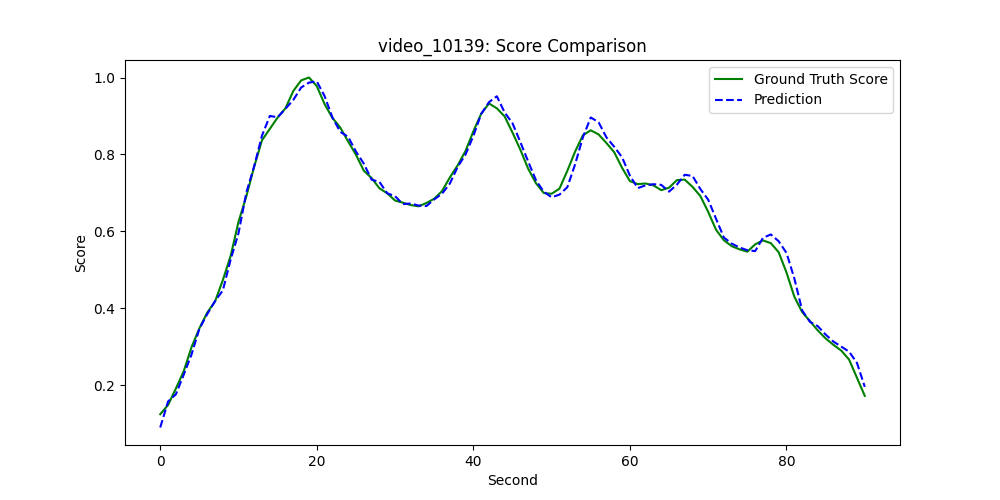 video_10139: Score Comparison
Ground Truth Score
Prediction
Score
1.0
0.8
0.6
0.4
0.2
0 20 40 60 80
Second